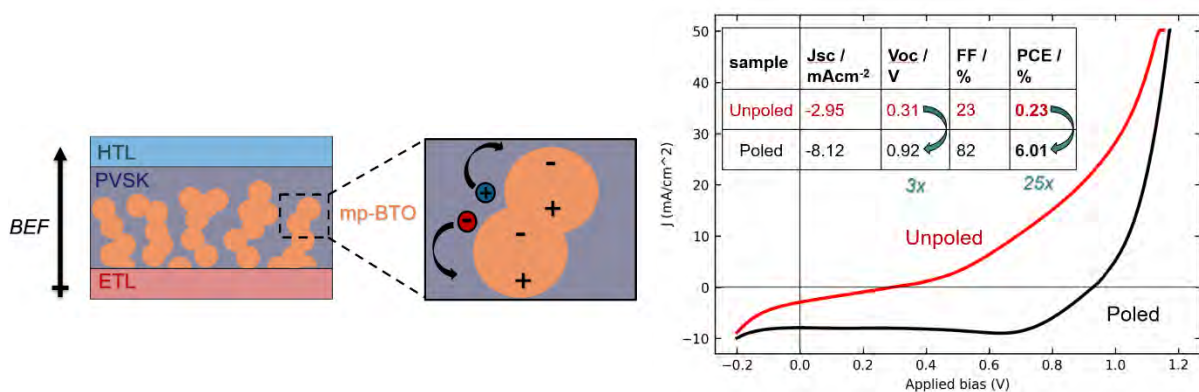 HTL
PVSK
BEF
mp-BTO
ETL
-
+
+
-
-
+
sample Jsc / mAcm-2 Voc / V FF / % PCE / %
Unpoled -2.95 0.31 23 0.23
Poled -8.12 0.92 82 6.01
3x 25x
Unpoled
Poled
J (mA/cm^2)
50
40
30
20
10
0
−10
−0.2 0.0 0.2 0.4 0.6 0.8 1.0 1.2
Applied bias (V)